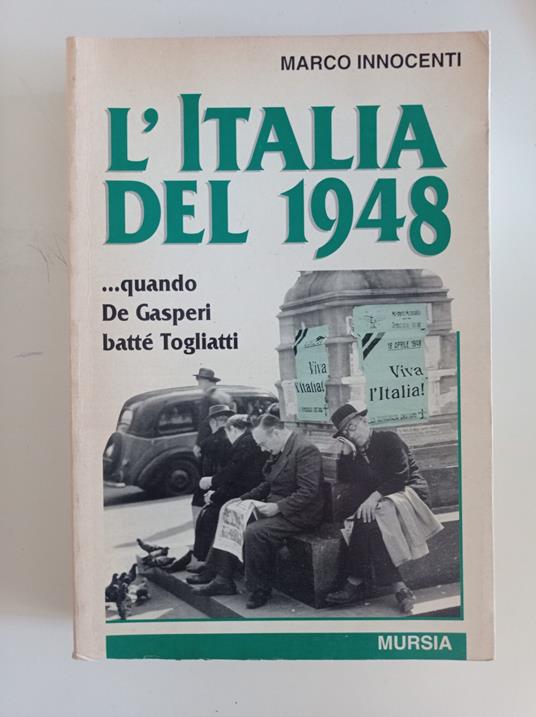 MARCO INNOCENTI
L'ITALIA
DEL 1948
...quando
De Gasperi
batté Togliatti
Viva
l'Italia!
18 APRILE 1948
Viva
l'Italia!
MURSIA